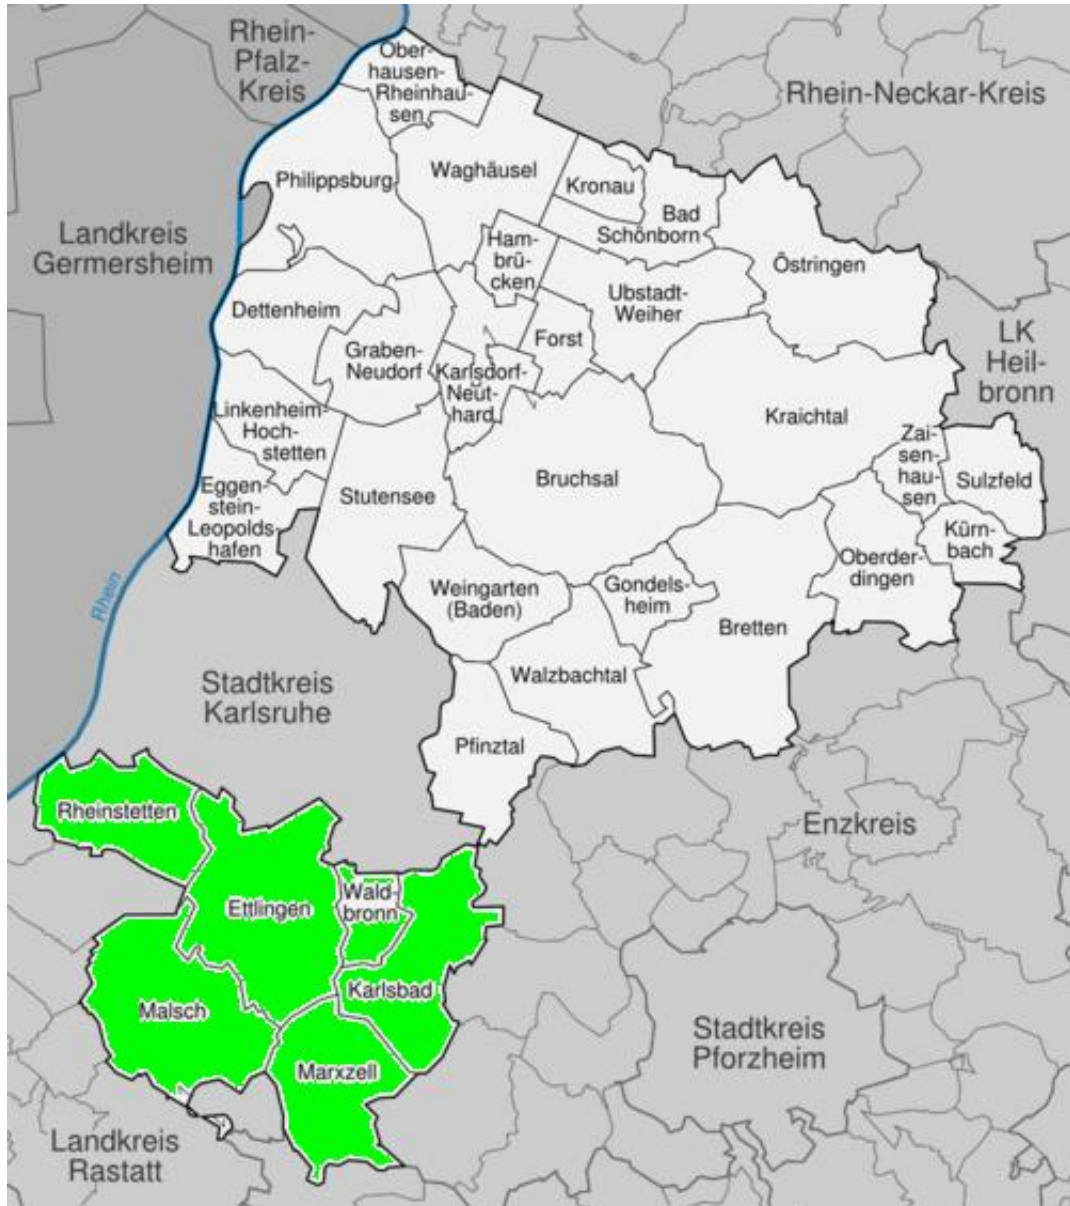 Rhein-
Pfalz-
Kreis
Ober-
hausen-
Rheinhau-
sen
Rhein-Neckar-Kreis
Philippsburg
Waghäusel
Kronau
Bad
Schönborn
Landkreis
Germersheim
Ham-
brü-
cken
Östringen
Dettenheim
Ubstadt-
Weiher
Forst
Graben-
Neudorf
Karlsdorf-
Neut-
hard
LK
Heil-
bronn
Linkenheim-
Hoch-
stetten
Kraichtal
Zai-
sen-
hau-
sen
Sulzfeld
Bruchsal
Stutensee
Eggen-
stein-
Leopolds-
hafen
Kürn-
bach
Oberder-
dingen
Weingarten
(Baden)
Gondels-
heim
Bretten
Rhein
Walzbachtal
Stadtkreis
Karlsruhe
Pfinztal
Rheinstetten
Enzkreis
Ettlingen
Wald-
bronn
Karlsbad
Malsch
Stadtkreis
Pforzheim
Marxzell
Landkreis
Rastatt